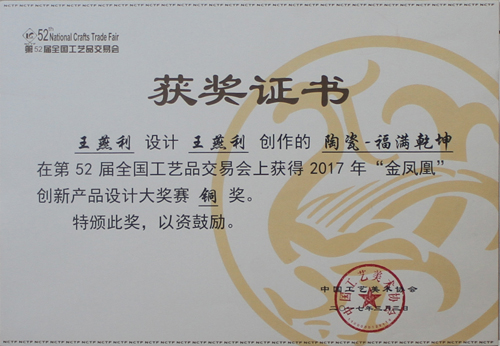 52th National Crafts Trade Fair
第52届全国工艺品交易会
获奖证书
王燕利 设计 王燕利 创作的 陶瓷-福满乾坤
在第 52 届全国工艺品交易会上获得 2017 年“金凤凰”
创新产品设计大奖赛 铜 奖。
特颁此奖，以资鼓励。
中国工艺美术协会